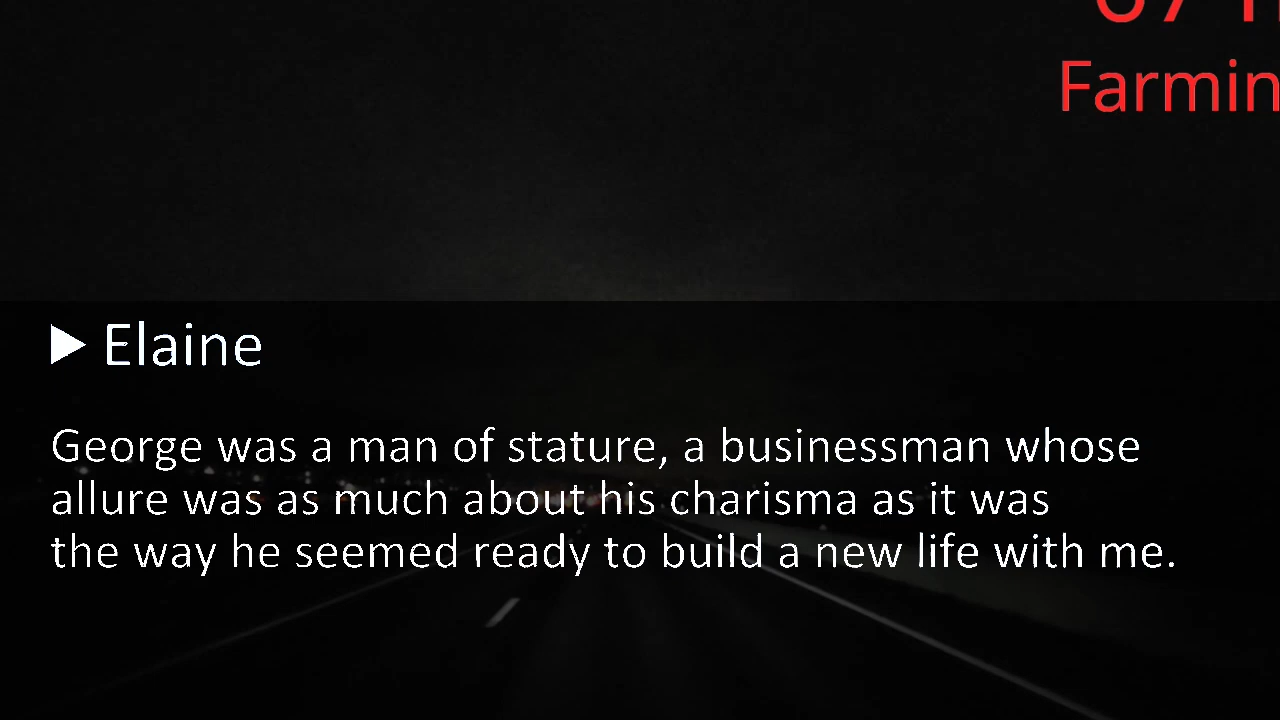 Farmin
Elaine
George was a man of stature, a businessman whose
allure was as much about his charisma as it was
the way he seemed ready to build a new life with me.